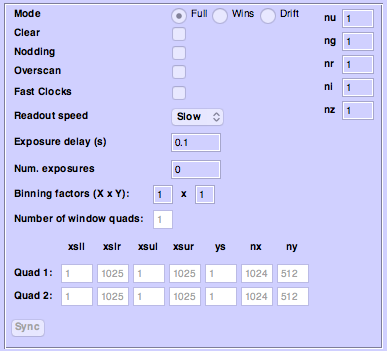 Mode Full Wins Drift nu 1
Clear ng 1
Nodding nr 1
Overscan ni 1
Fast Clocks nz 1
Readout speed Slow
Exposure delay (s) 0.1
Num. exposures 0
Binning factors (X x Y): 1 x 1
Number of window quads: 1
xsll xslr xsul xsur ys nx ny
Quad 1: 1 1025 1 1025 1 1024 512
Quad 2: 1 1025 1 1025 1 1024 512
Sync